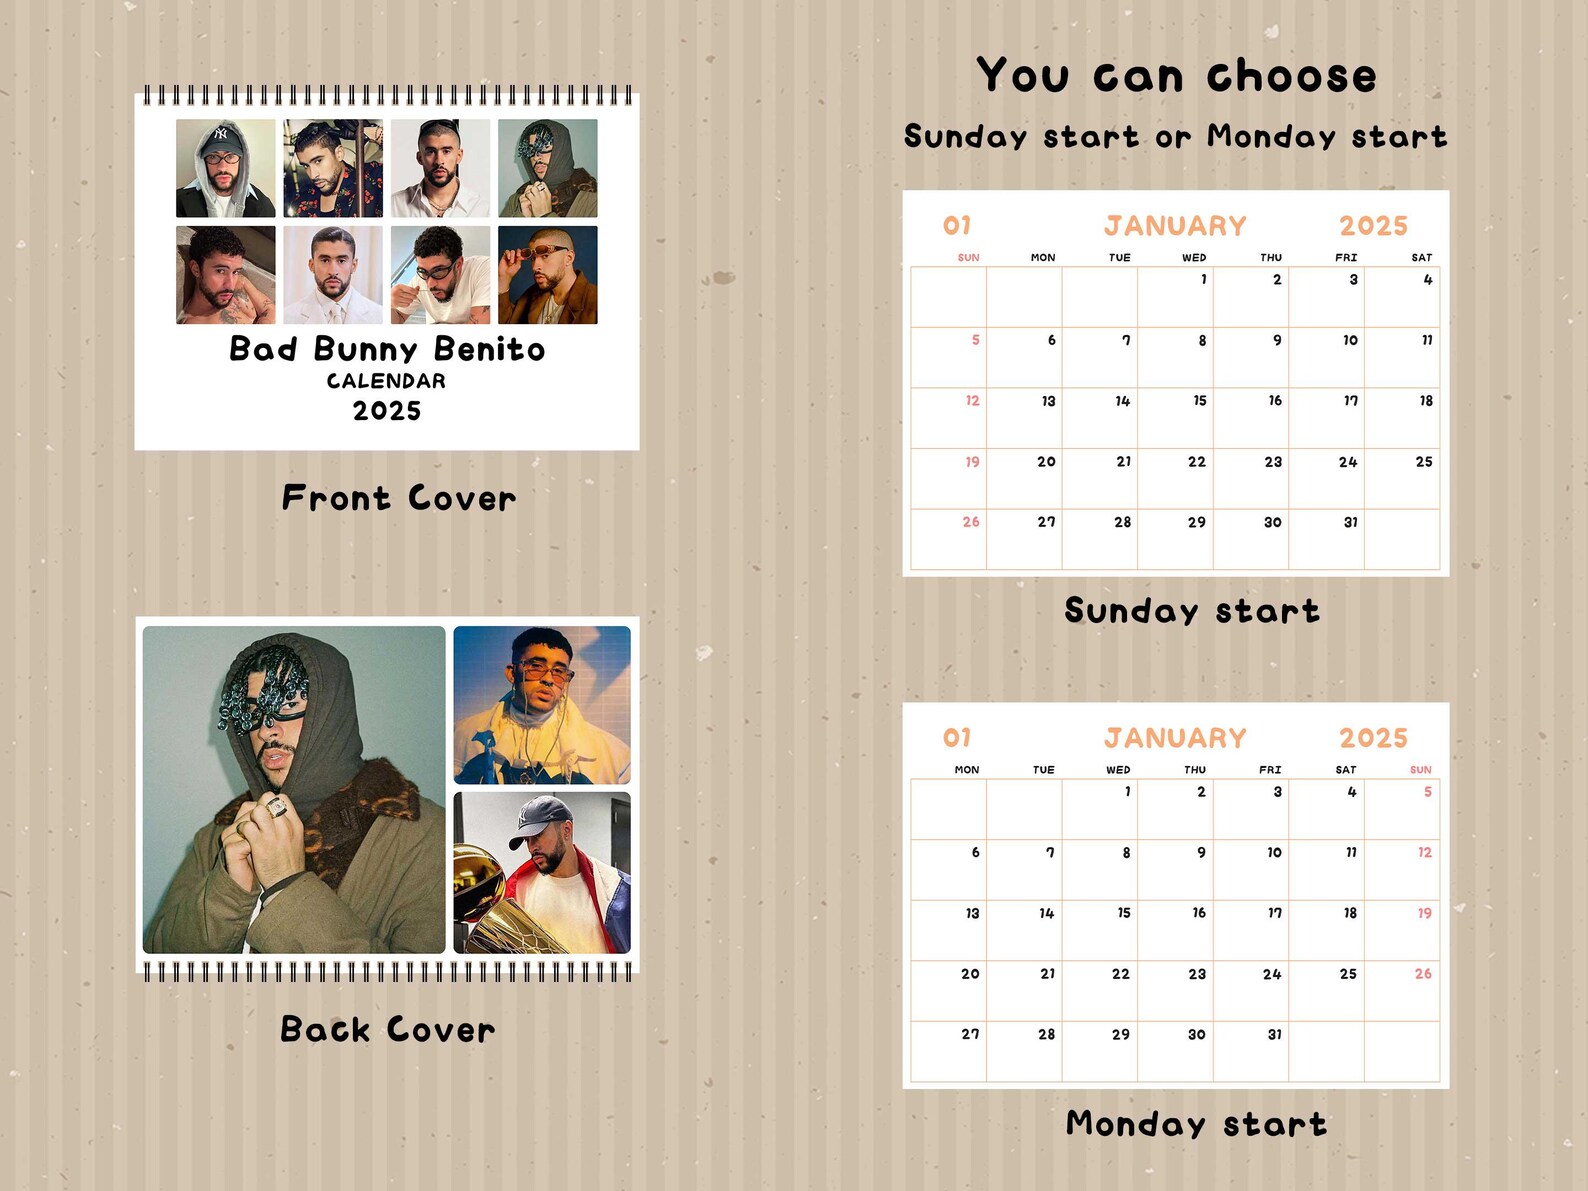 Bad Bunny Benito
CALENDAR
2025
Front Cover
Back Cover
You can choose
Sunday start or Monday start
01 JANUARY 2025
SUN MON TUE WED THU FRI SAT
1 2 3 4
5 6 7 8 9 10 11
12 13 14 15 16 17 18
19 20 21 22 23 24 25
26 27 28 29 30 31
Sunday start
01 JANUARY 2025
MON TUE WED THU FRI SAT SUN
1 2 3 4 5
6 7 8 9 10 11 12
13 14 15 16 17 18 19
20 21 22 23 24 25 26
27 28 29 30 31
Monday start